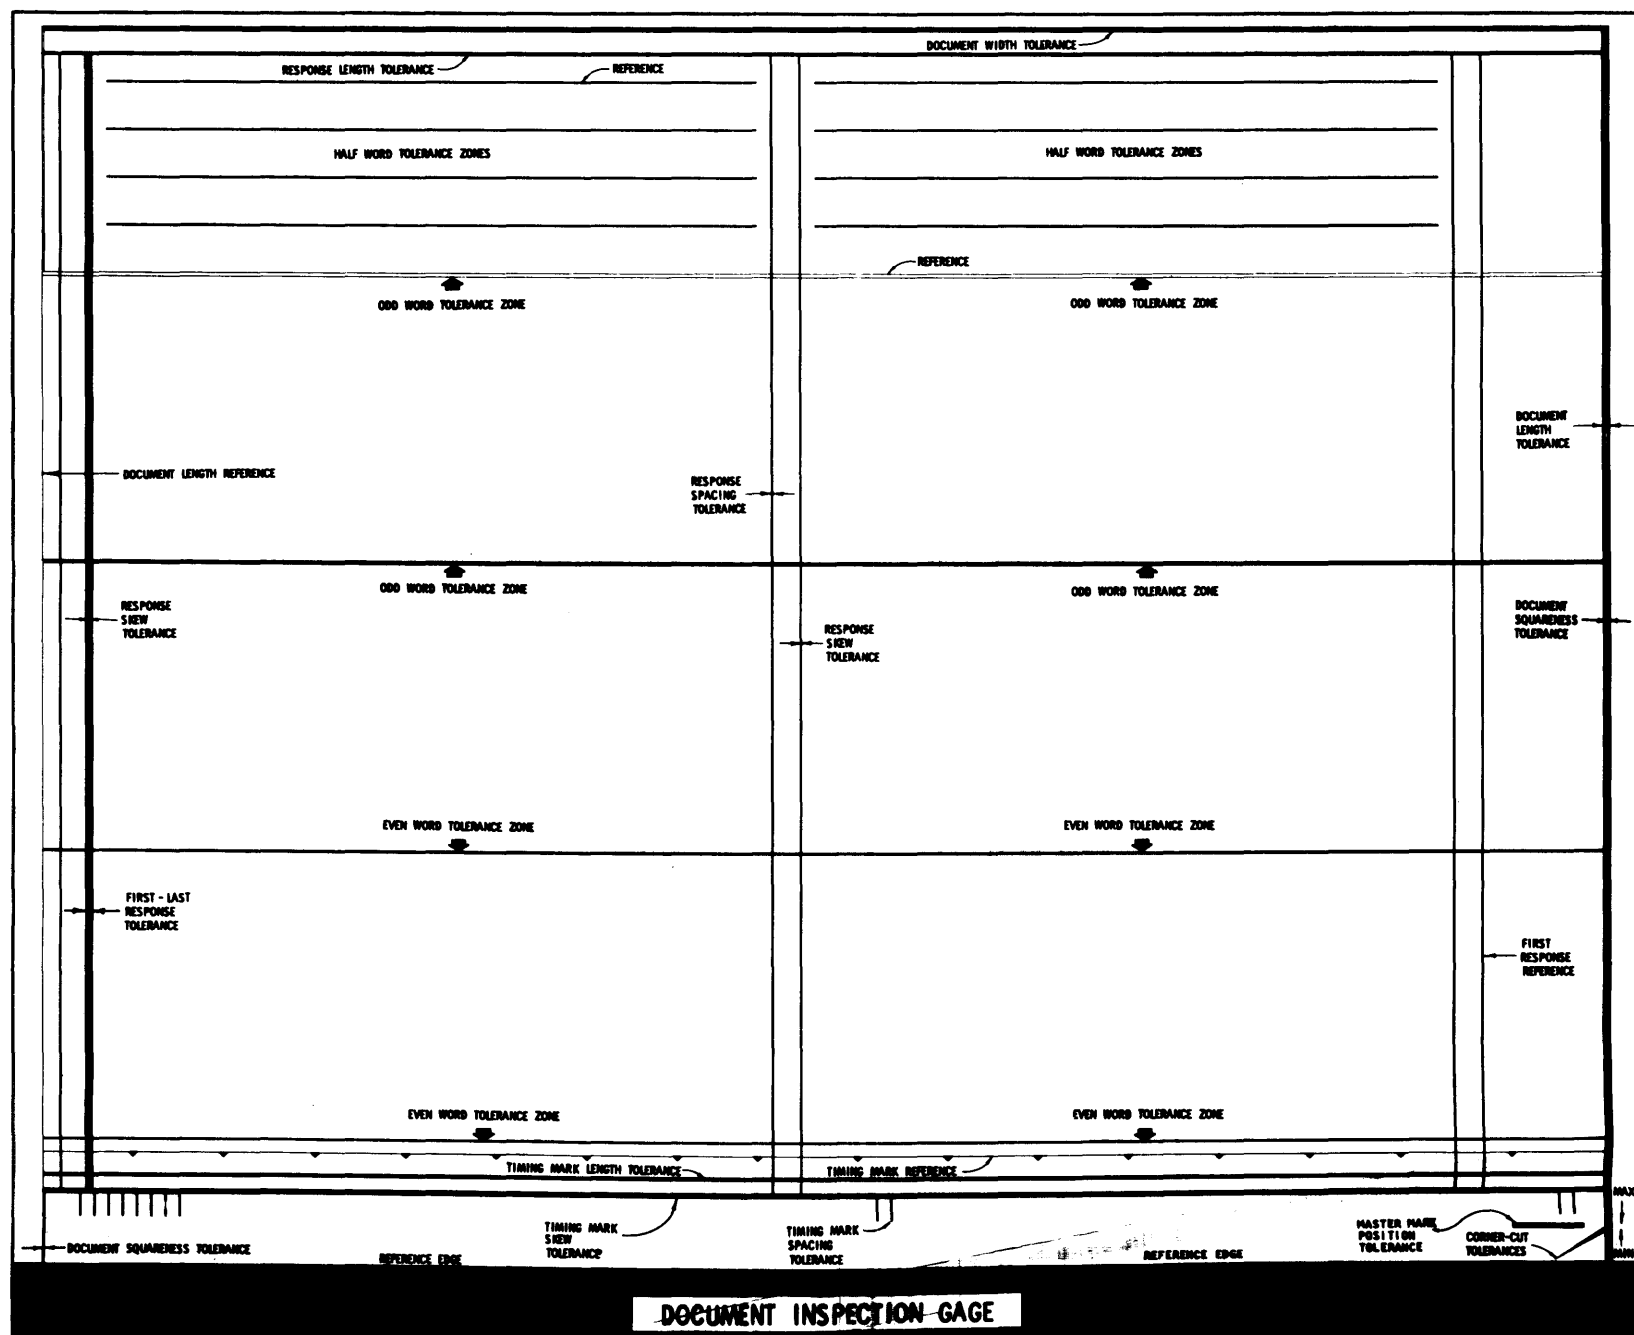 DOCUMENT WIDTH TOLERANCE
RESPONSE LENGTH TOLERANCE
REFERENCE
HALF WORD TOLERANCE ZONES
HALF WORD TOLERANCE ZONES
REFERENCE
ODD WORD TOLERANCE ZONE
ODD WORD TOLERANCE ZONE
DOCUMENT
LENGTH
TOLERANCE
DOCUMENT LENGTH REFERENCE
RESPONSE
SPACING
TOLERANCE
ODD WORD TOLERANCE ZONE
ODD WORD TOLERANCE ZONE
RESPONSE
SKEW
TOLERANCE
RESPONSE
SKEW
TOLERANCE
DOCUMENT
SQUARENESS
TOLERANCE
EVEN WORD TOLERANCE ZONE
EVEN WORD TOLERANCE ZONE
FIRST - LAST
RESPONSE
TOLERANCE
FIRST
RESPONSE
REFERENCE
EVEN WORD TOLERANCE ZONE
EVEN WORD TOLERANCE ZONE
TIMING MARK LENGTH TOLERANCE
TIMING MARK REFERENCE
MAX
TIMING MARK
SKEW
TOLERANCE
TIMING MARK
SPACING
TOLERANCE
MASTER MARK
POSITION
TOLERANCE
CORNER-CUT
TOLERANCES
DOCUMENT SQUARENESS TOLERANCE
REFERENCE EDGE
REFERENCE EDGE
DOCUMENT INSPECTION GAGE